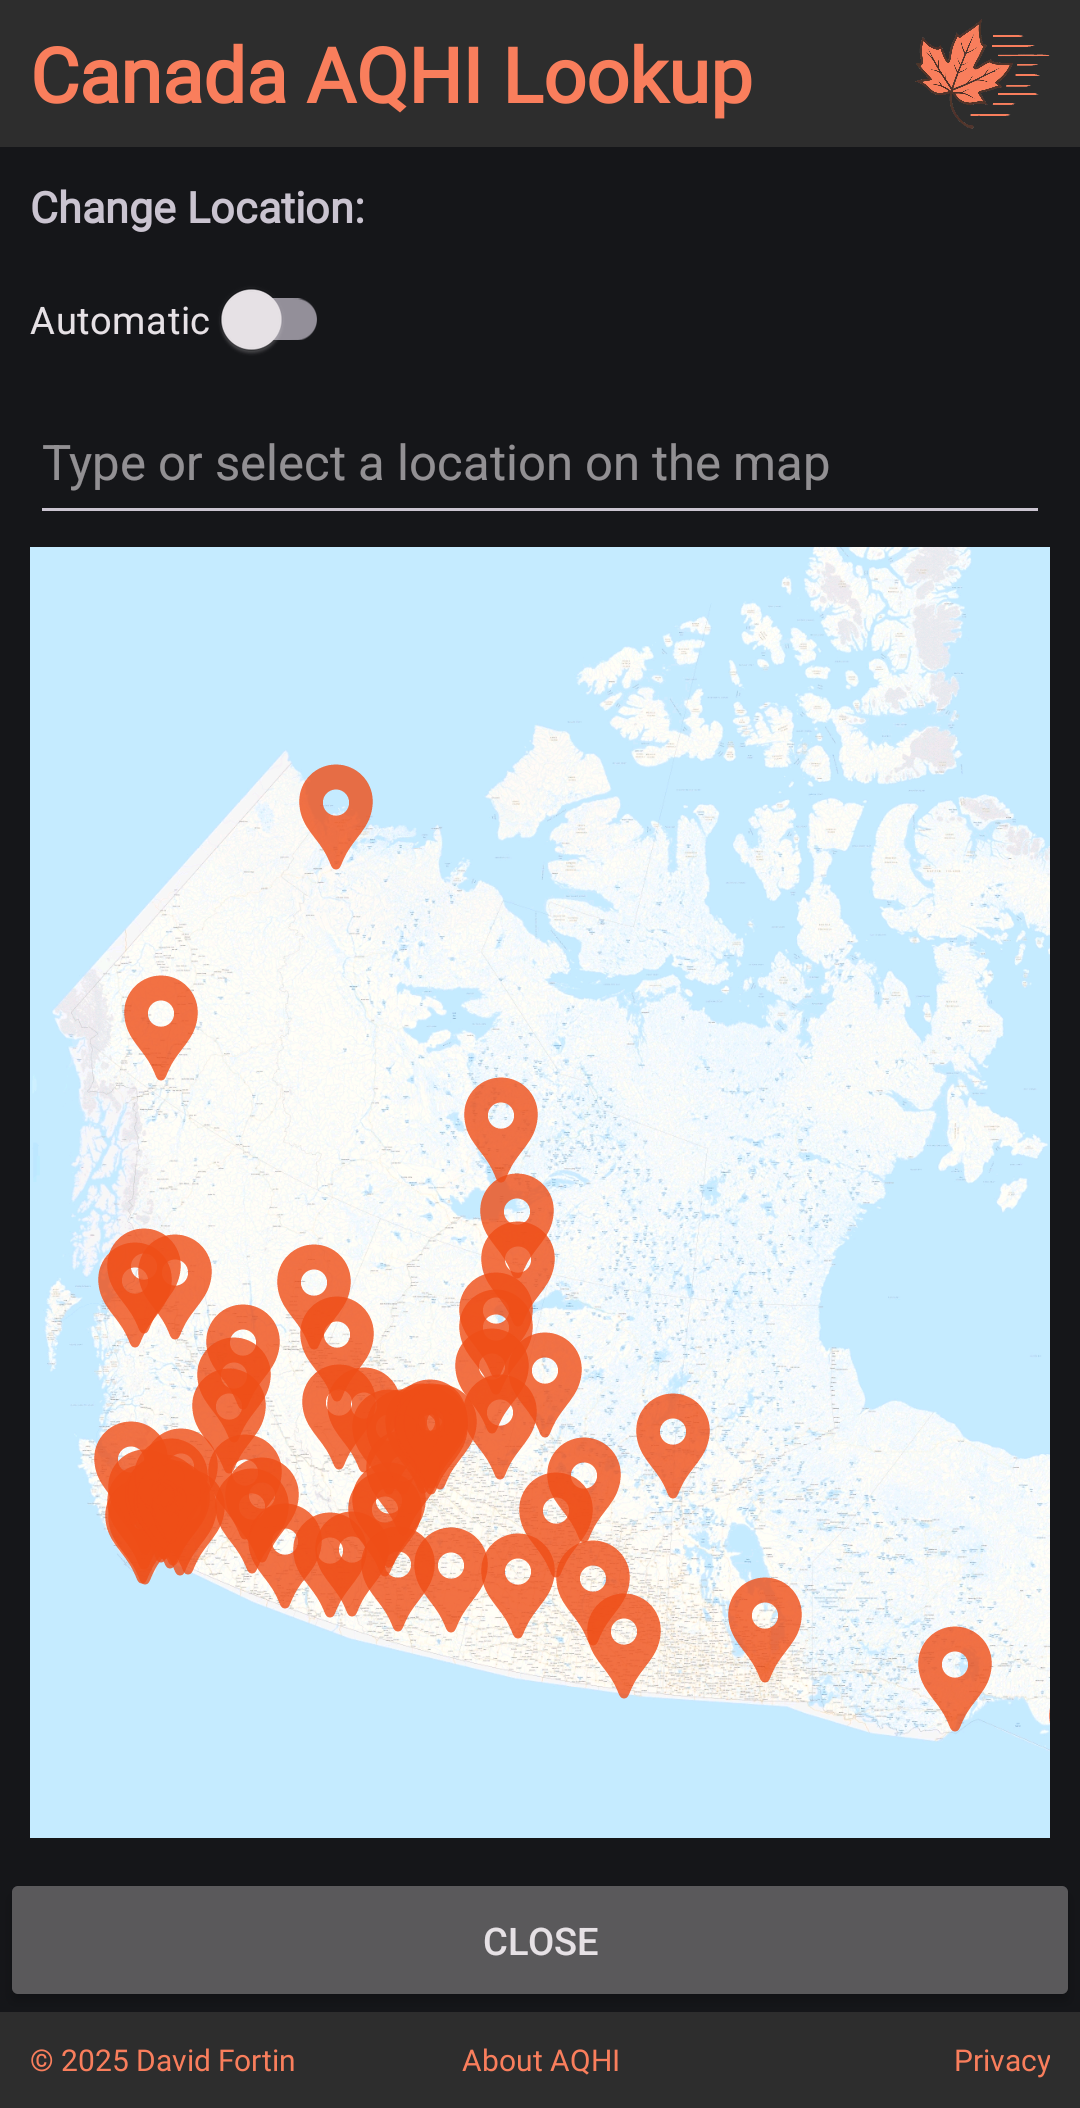 Canada AQHI Lookup
Change Location:
Automatic
Type or select a location on the map
CLOSE
© 2025 David Fortin
About AQHI
Privacy